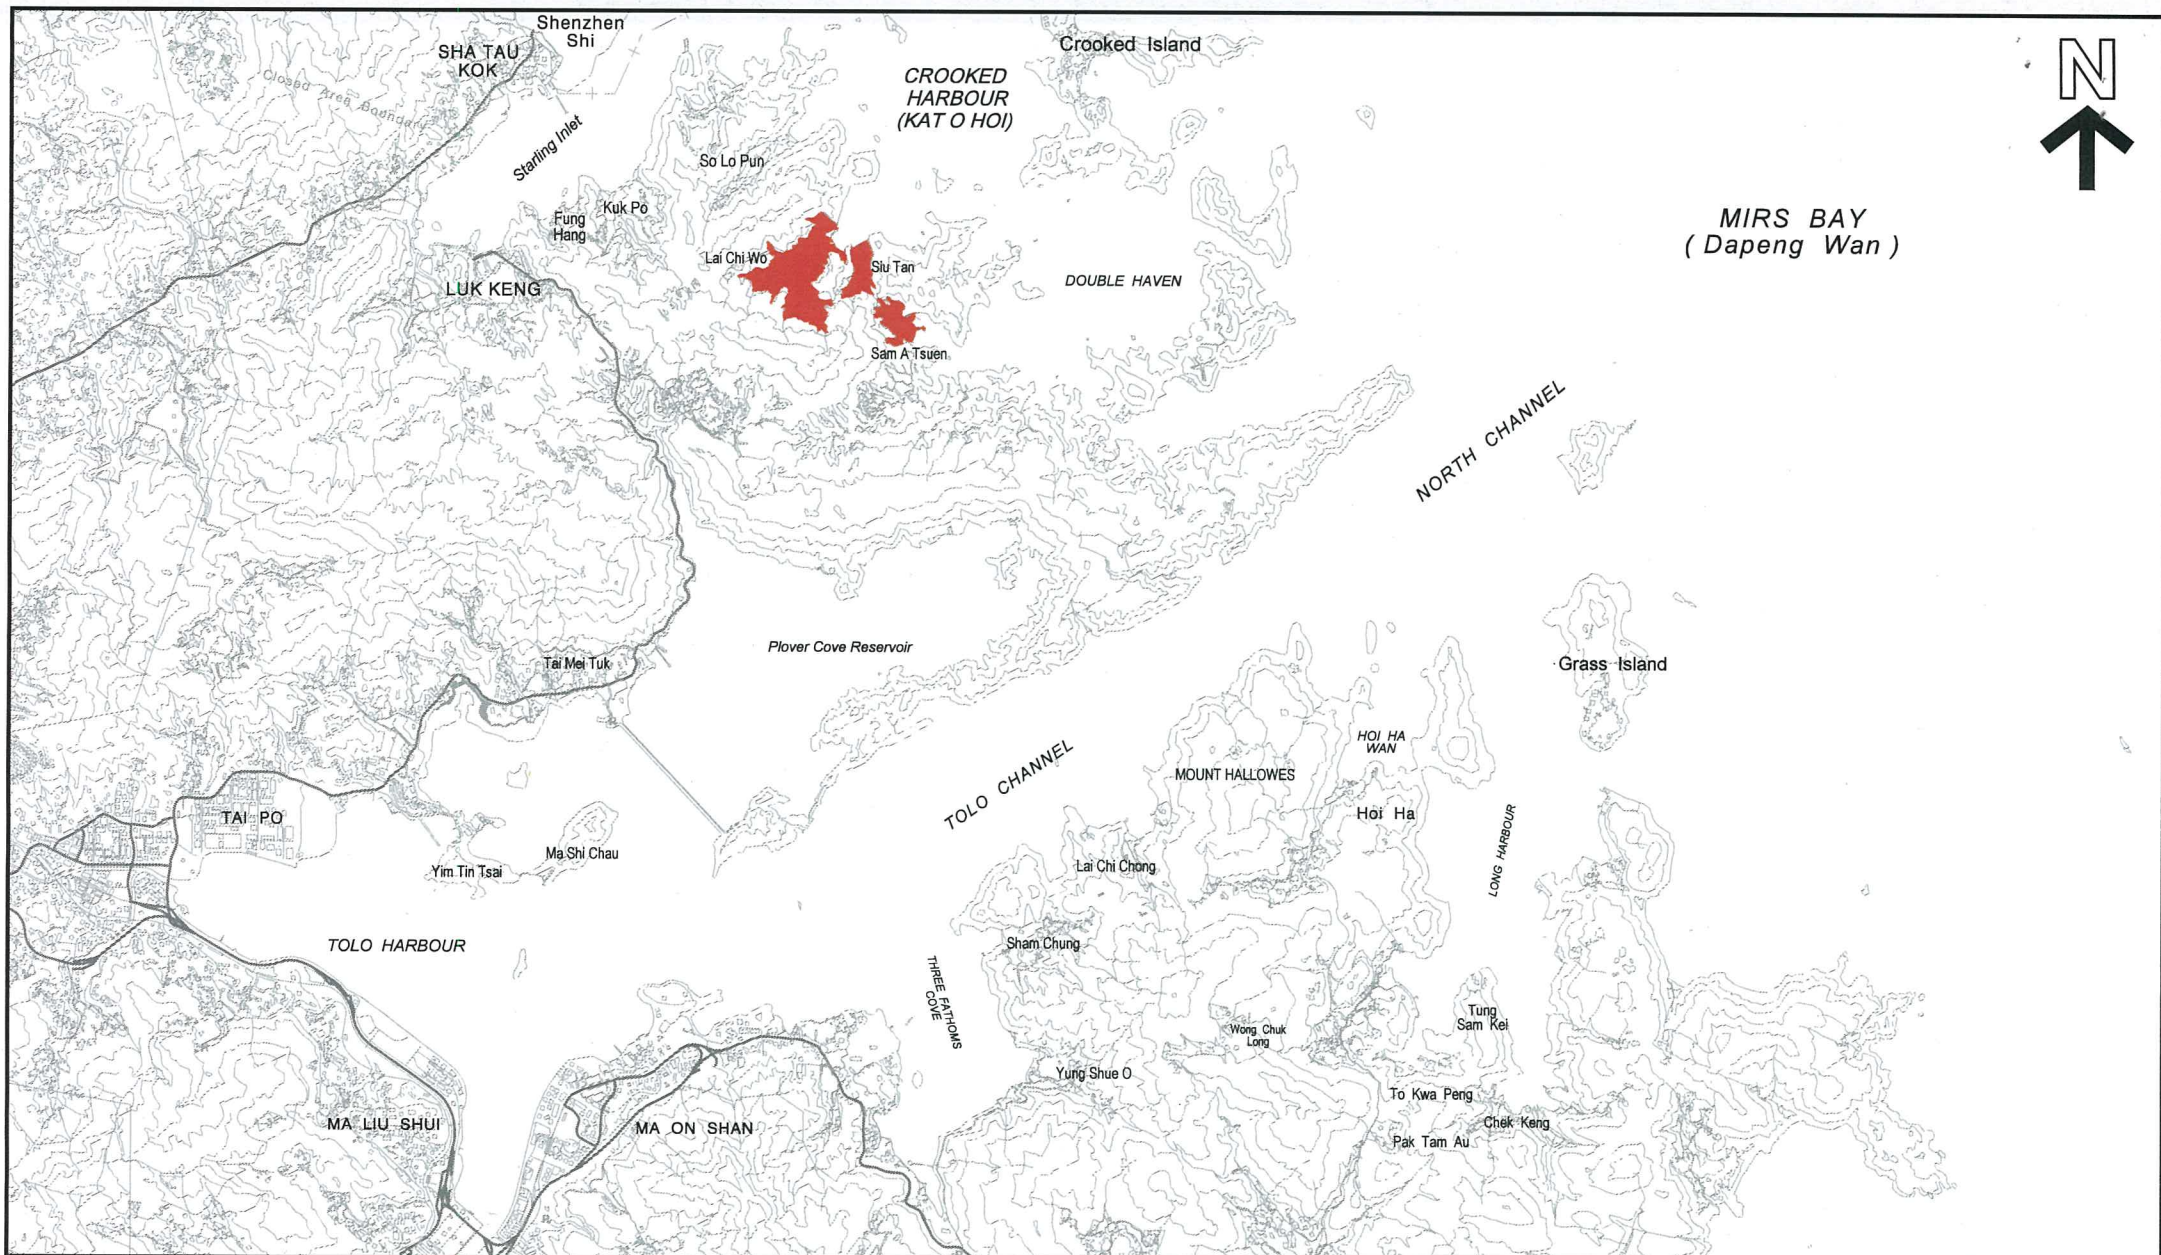 Shenzhen
Shi
SHA TAU
KOK
Closed Area Boundary
Crooked Island
N
CROOKED
HARBOUR
(KAT O HOI)
Starling Inlet
So Lo Pun
MIRS BAY
( Dapeng Wan )
Kuk Po
Fung
Hang
Lai Chi Wo
Siu Tan
LUK KENG
DOUBLE HAVEN
Sam A Tsuen
NORTH CHANNEL
Plover Cove Reservoir
Tai Mei Tuk
Grass Island
HOI HA
WAN
MOUNT HALLOWES
TOLO CHANNEL
Hoi Ha
TAI PO
LONG HARBOUR
Ma Shi Chau
Yim Tin Tsai
Lai Chi Chong
TOLO HARBOUR
Sham Chung
THREE FATHOMS
COVE
Tung
Sam Kei
Wong Chuk
Long
Yung Shue O
To Kwa Peng
Chek Keng
MA LIU SHUI
MA ON SHAN
Pak Tam Au